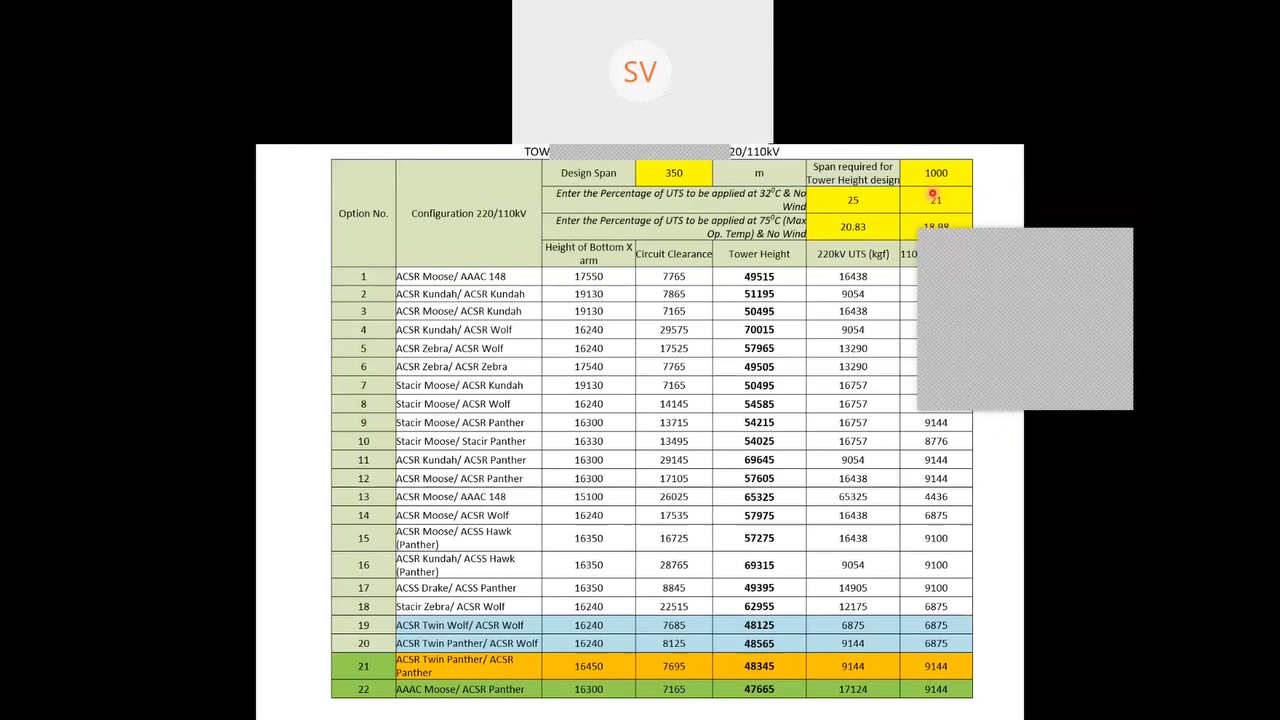 SV
TOW 20/110kV
Option No. Configuration 220/110kV Design Span 350 m Span required for Tower Height design 1000
Enter the Percentage of UTS to be applied at 32⁰C & No Wind 25 21
Enter the Percentage of UTS to be applied at 75⁰C (Max Op. Temp) & No Wind 20.83 18.98
Height of Bottom X arm Circuit Clearance Tower Height 220kV UTS (kgf) 110
1 ACSR Moose/ AAAC 148 17550 7765 49515 16438
2 ACSR Kundah/ ACSR Kundah 19130 7865 51195 9054
3 ACSR Moose/ ACSR Kundah 19130 7165 50495 16438
4 ACSR Kundah/ ACSR Wolf 16240 29575 70015 9054
5 ACSR Zebra/ ACSR Wolf 16240 17525 57965 13290
6 ACSR Zebra/ ACSR Zebra 17540 7765 49505 13290
7 Stacir Moose/ ACSR Kundah 19130 7165 50495 16757
8 Stacir Moose/ ACSR Wolf 16240 14145 54585 16757
9 Stacir Moose/ ACSR Panther 16300 13715 54215 16757 9144
10 Stacir Moose/ Stacir Panther 16330 13495 54025 16757 8776
11 ACSR Kundah/ ACSR Panther 16300 29145 69645 9054 9144
12 ACSR Moose/ ACSR Panther 16300 17105 57605 16438 9144
13 ACSR Moose/ AAAC 148 15100 26025 65325 65325 4436
14 ACSR Moose/ ACSR Wolf 16240 17535 57975 16438 6875
15 ACSR Moose/ ACSS Hawk (Panther) 16350 16725 57275 16438 9100
16 ACSR Kundah/ ACSS Hawk (Panther) 16350 28765 69315 9054 9100
17 ACSS Drake/ ACSS Panther 16350 8845 49395 14905 9100
18 Stacir Zebra/ ACSR Wolf 16240 22515 62955 12175 6875
19 ACSR Twin Wolf/ ACSR Wolf 16240 7685 48125 6875 6875
20 ACSR Twin Panther/ ACSR Wolf 16240 8125 48565 9144 6875
21 ACSR Twin Panther/ ACSR Panther 16450 7695 48345 9144 9144
22 AAAC Moose/ ACSR Panther 16300 7165 47665 17124 9144